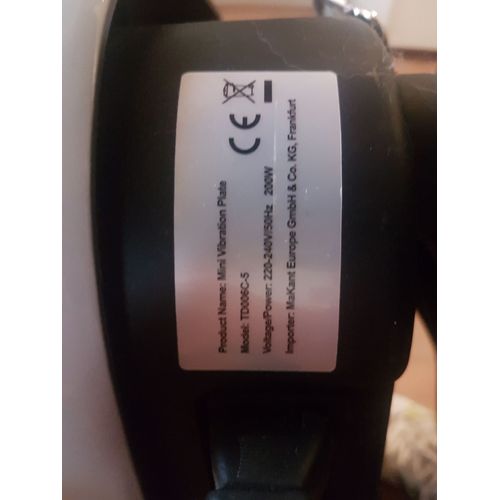 Product Name: Mini Vibration Plate
Model: TD006C-5
Voltage/Power: 220-240V/50Hz 200W
Importer: MaKant Europe GmbH & Co. KG, Frankfurt
CE